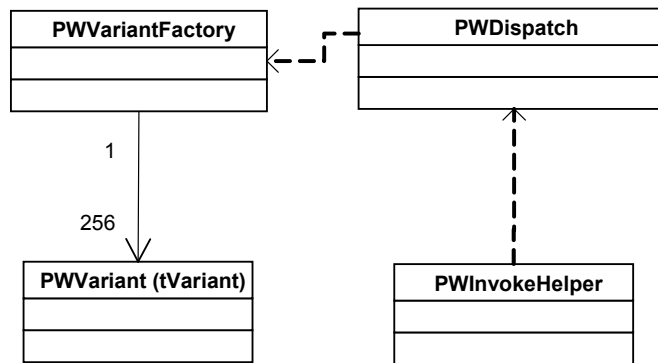 PWVariantFactory
PWDispatch
1
256
PWVariant (tVariant)
PWInvokeHelper